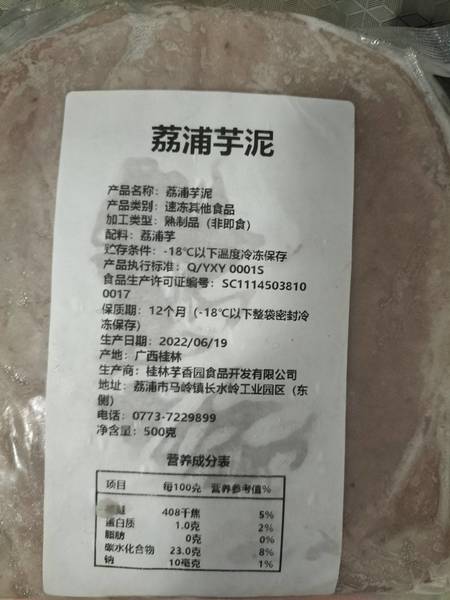 荔浦芋泥
产品名称：荔浦芋泥
产品类别：速冻其他食品
加工类型：熟制品（非即食）
配料：荔浦芋
贮存条件：-18℃以下温度冷冻保存
产品执行标准：Q/YXY 0001S
食品生产许可证编号：SC1114503810
0017
保质期：12个月（-18℃以下整袋密封冷
冻保存）
生产日期：2022/06/19
产地：广西桂林
生产商：桂林芋香园食品开发有限公司
地址：荔浦市马岭镇长水岭工业园区（东
侧）
电话：0773-7229899
净含量：500克
营养成分表
项目 每100克 营养参考值%
408千焦 5%
蛋白质 1.0克 2%
脂肪 0克 0%
碳水化合物 23.0克 8%
钠 10毫克 1%